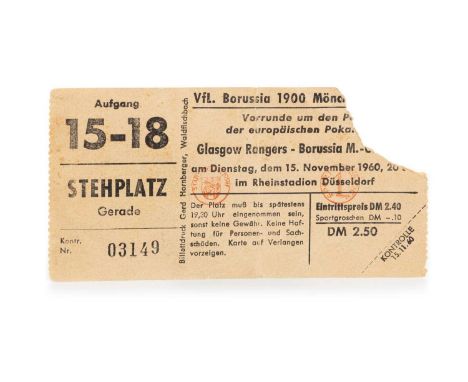 Aufgang
15-18
STEHPLATZ
Gerade
Kontr.
Nr. 03149
Billettdruck Gerd Hornberger, Waldfischbach
VfL. Borussia 1900 Mönc
Vorrunde um den P
der europäischen Poka
Glasgow Rangers - Borussia M.-
am Dienstag, dem 15. November 1960, 20
im Rheinstadion Düsseldorf
Der Platz muß bis spätestens
19,30 Uhr eingenommen sein,
sonst keine Gewähr. Keine Haf-
tung für Personen- und Sach-
schäden. Karte auf Verlangen
vorzeigen.
Eintrittspreis DM 2.40
Sportgroschen DM -.10
DM 2.50
KONTROLLE
15.11.60